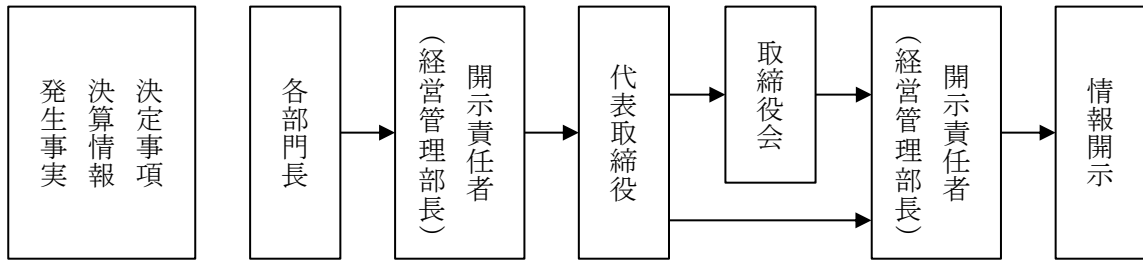 決定事項
決算情報
発生事実
各部門長
開示責任者
(経営管理部長)
代表取締役
取締役会
開示責任者
(経営管理部長)
情報開示